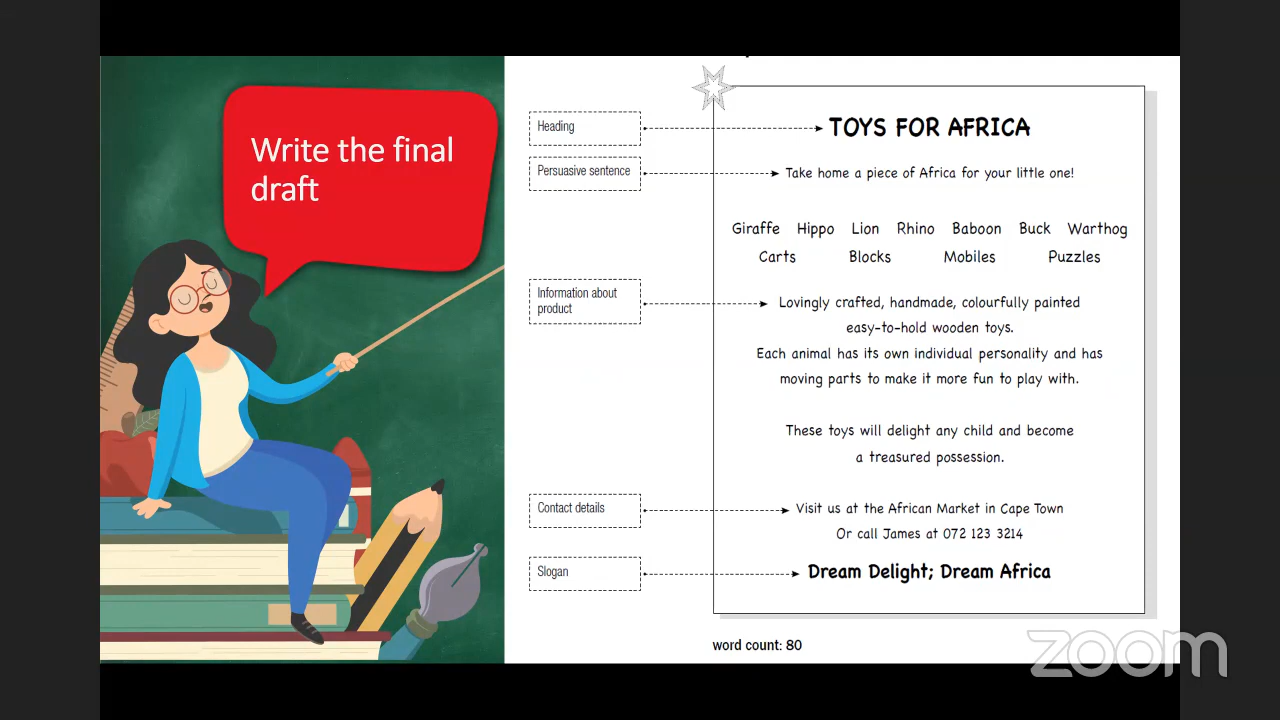 Write the final
draft
Heading
TOYS FOR AFRICA
Persuasive sentence
Take home a piece of Africa for your little one!
Giraffe Hippo Lion Rhino Baboon Buck Warthog
Carts Blocks Mobiles Puzzles
Information about
product
Lovingly crafted, handmade, colourfully painted
easy-to-hold wooden toys.
Each animal has its own individual personality and has
moving parts to make it more fun to play with.
These toys will delight any child and become
a treasured possession.
Contact details
Visit us at the African Market in Cape Town
Or call James at 072 123 3214
Slogan
Dream Delight; Dream Africa
word count: 80
zoom